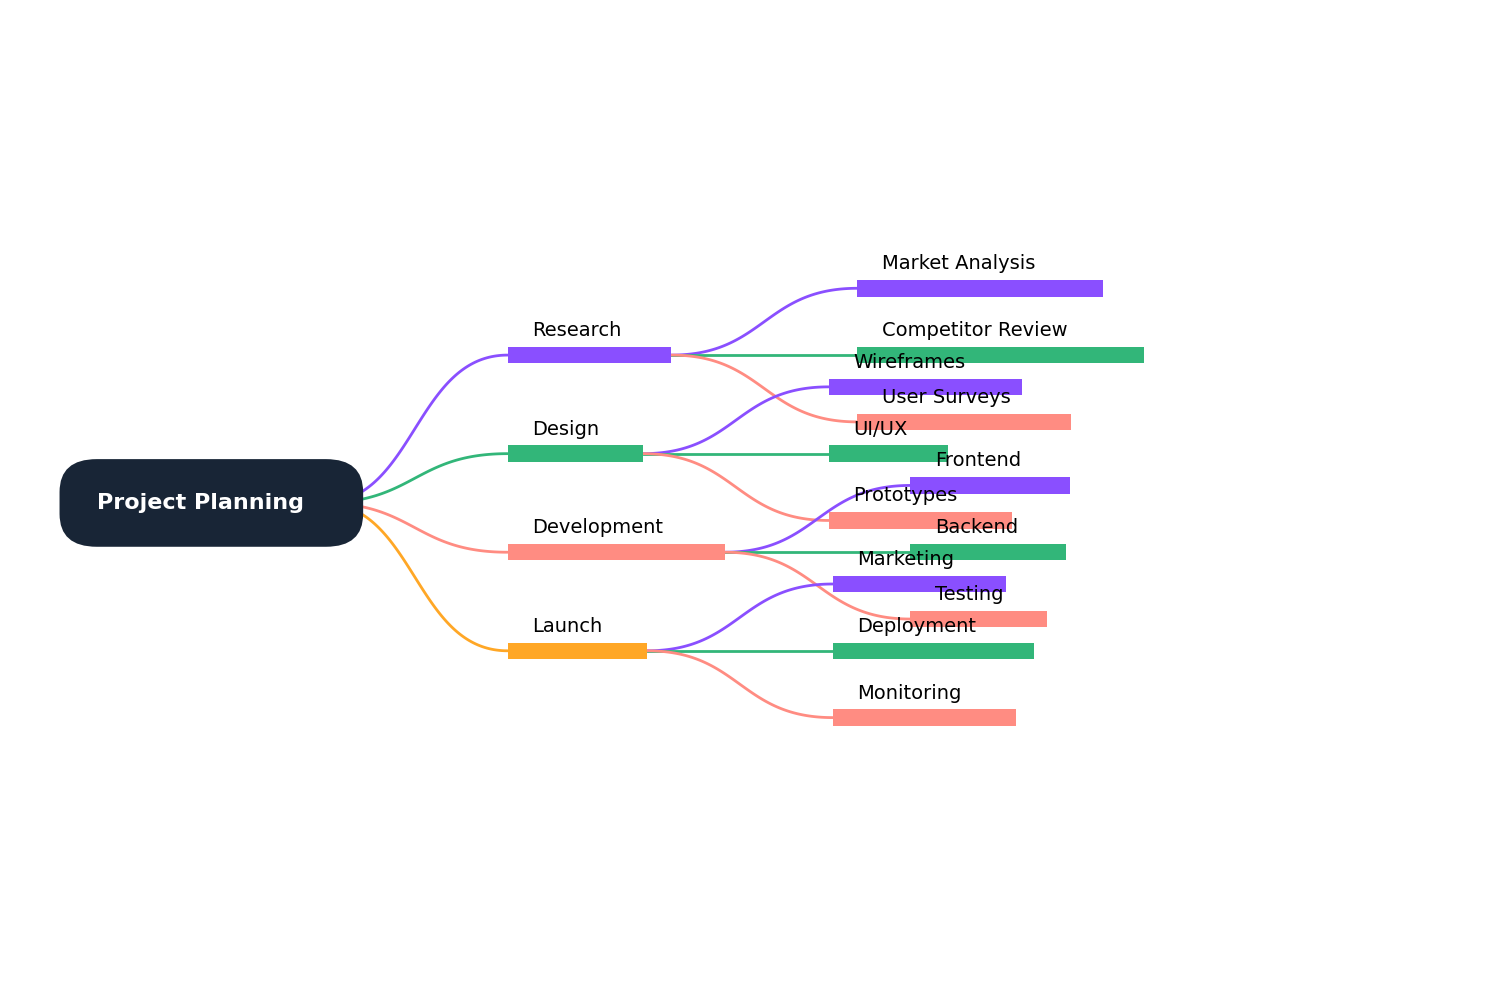 Project Planning
Research
Market Analysis
Competitor Review
User Surveys
Design
Wireframes
UI/UX
Prototypes
Development
Frontend
Backend
Testing
Launch
Marketing
Deployment
Monitoring